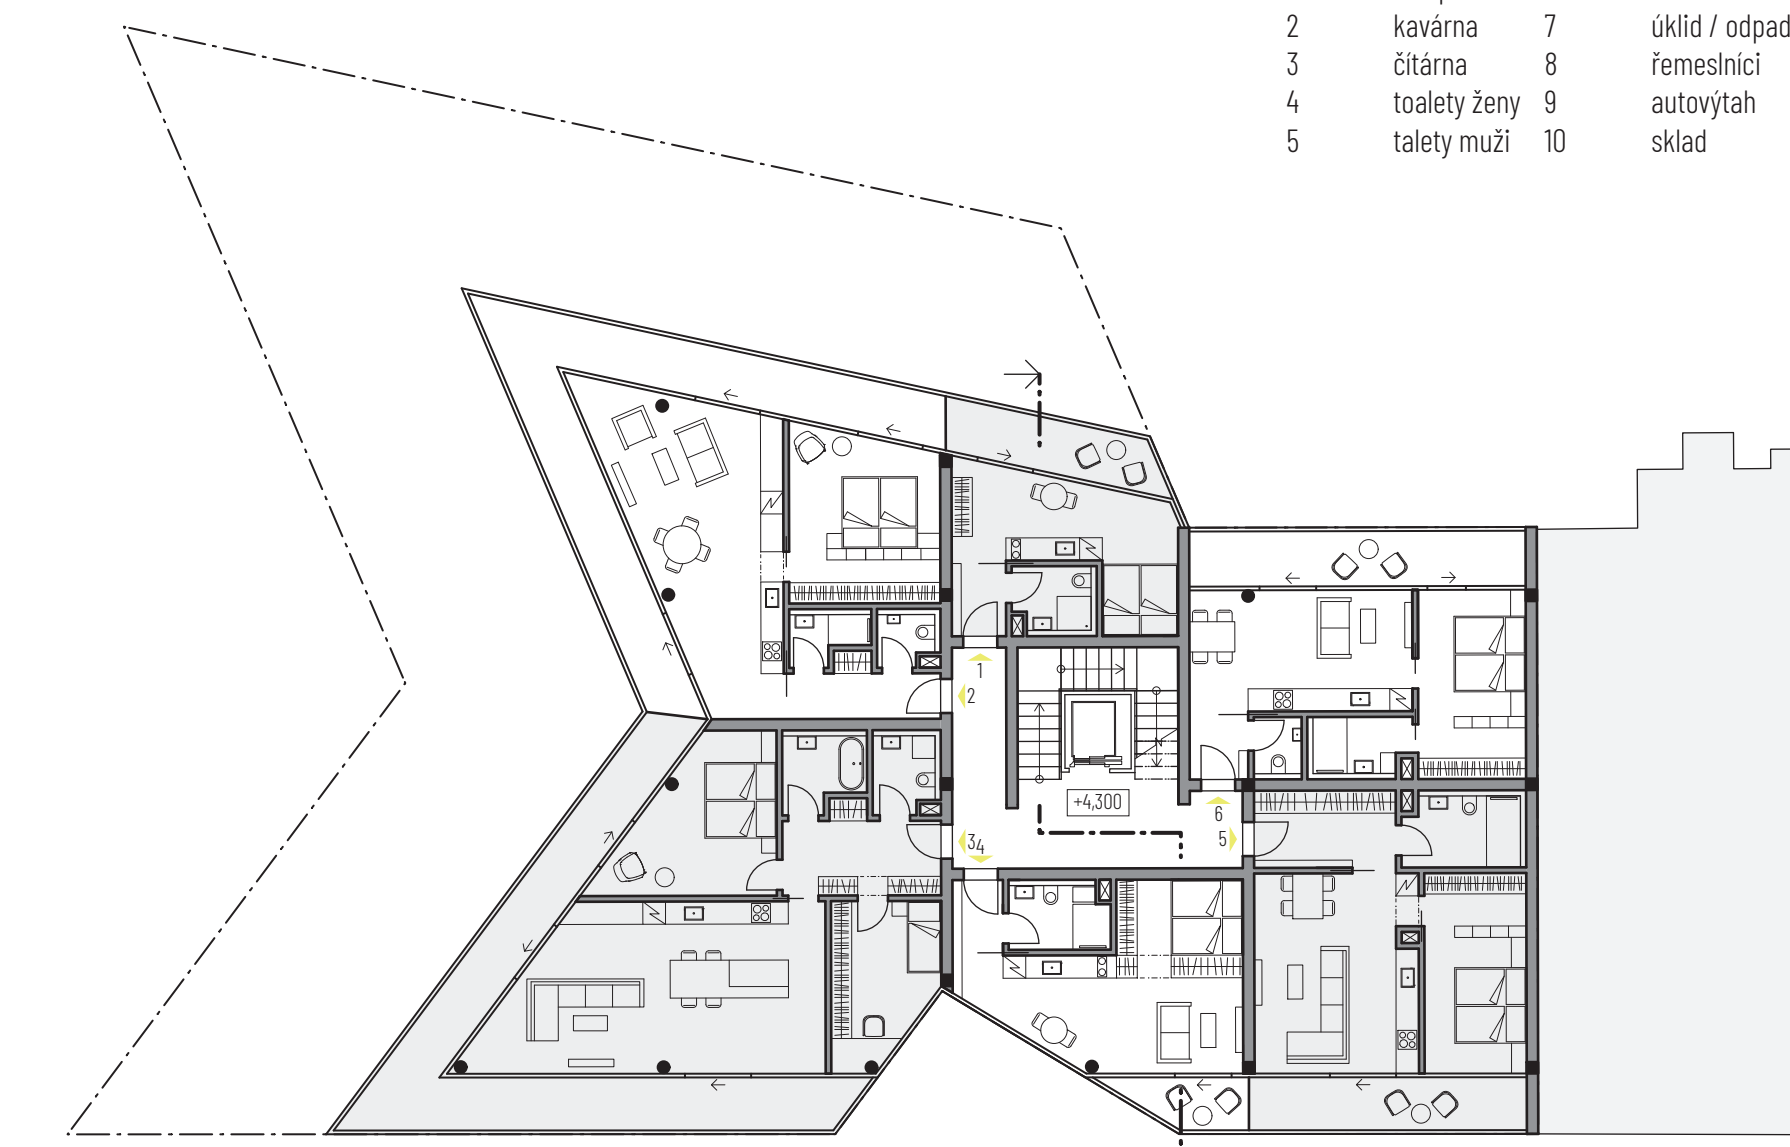 2 kavárna 7 úklid / odpad
3 čítárna 8 řemeslníci
4 toalety ženy 9 autovýtah
5 talety muži 10 sklad
1
2
+4,300
6
34
5